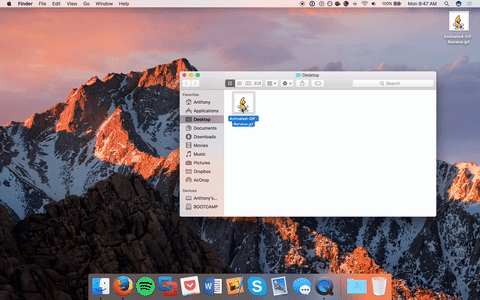 Finder File Edit View Go Window Help
100%
Mon 9:47 AM
Animated-GIF-
Banana.gif
Desktop
Search
Favorites
Anthony
Applications
Desktop
Documents
Downloads
Movies
Music
Pictures
Dropbox
AirDrop
Devices
Anthony's...
BOOTCAMP
Animated-GIF-
Banana.gif